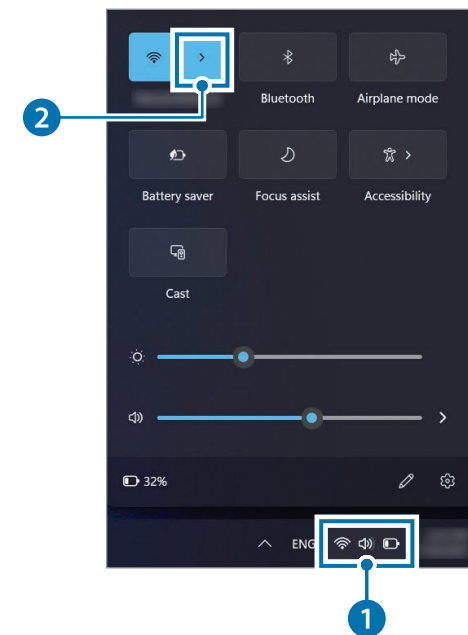 2
Bluetooth
Airplane mode
Battery saver
Focus assist
Accessibility
Cast
32%
ENG
1